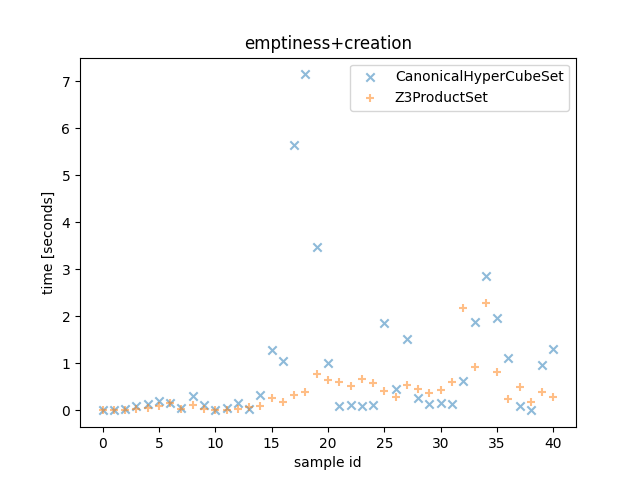 emptiness+creation
CanonicalHyperCubeSet
Z3ProductSet
time [seconds]
7
6
5
4
3
2
1
0
0 5 10 15 20 25 30 35 40
sample id